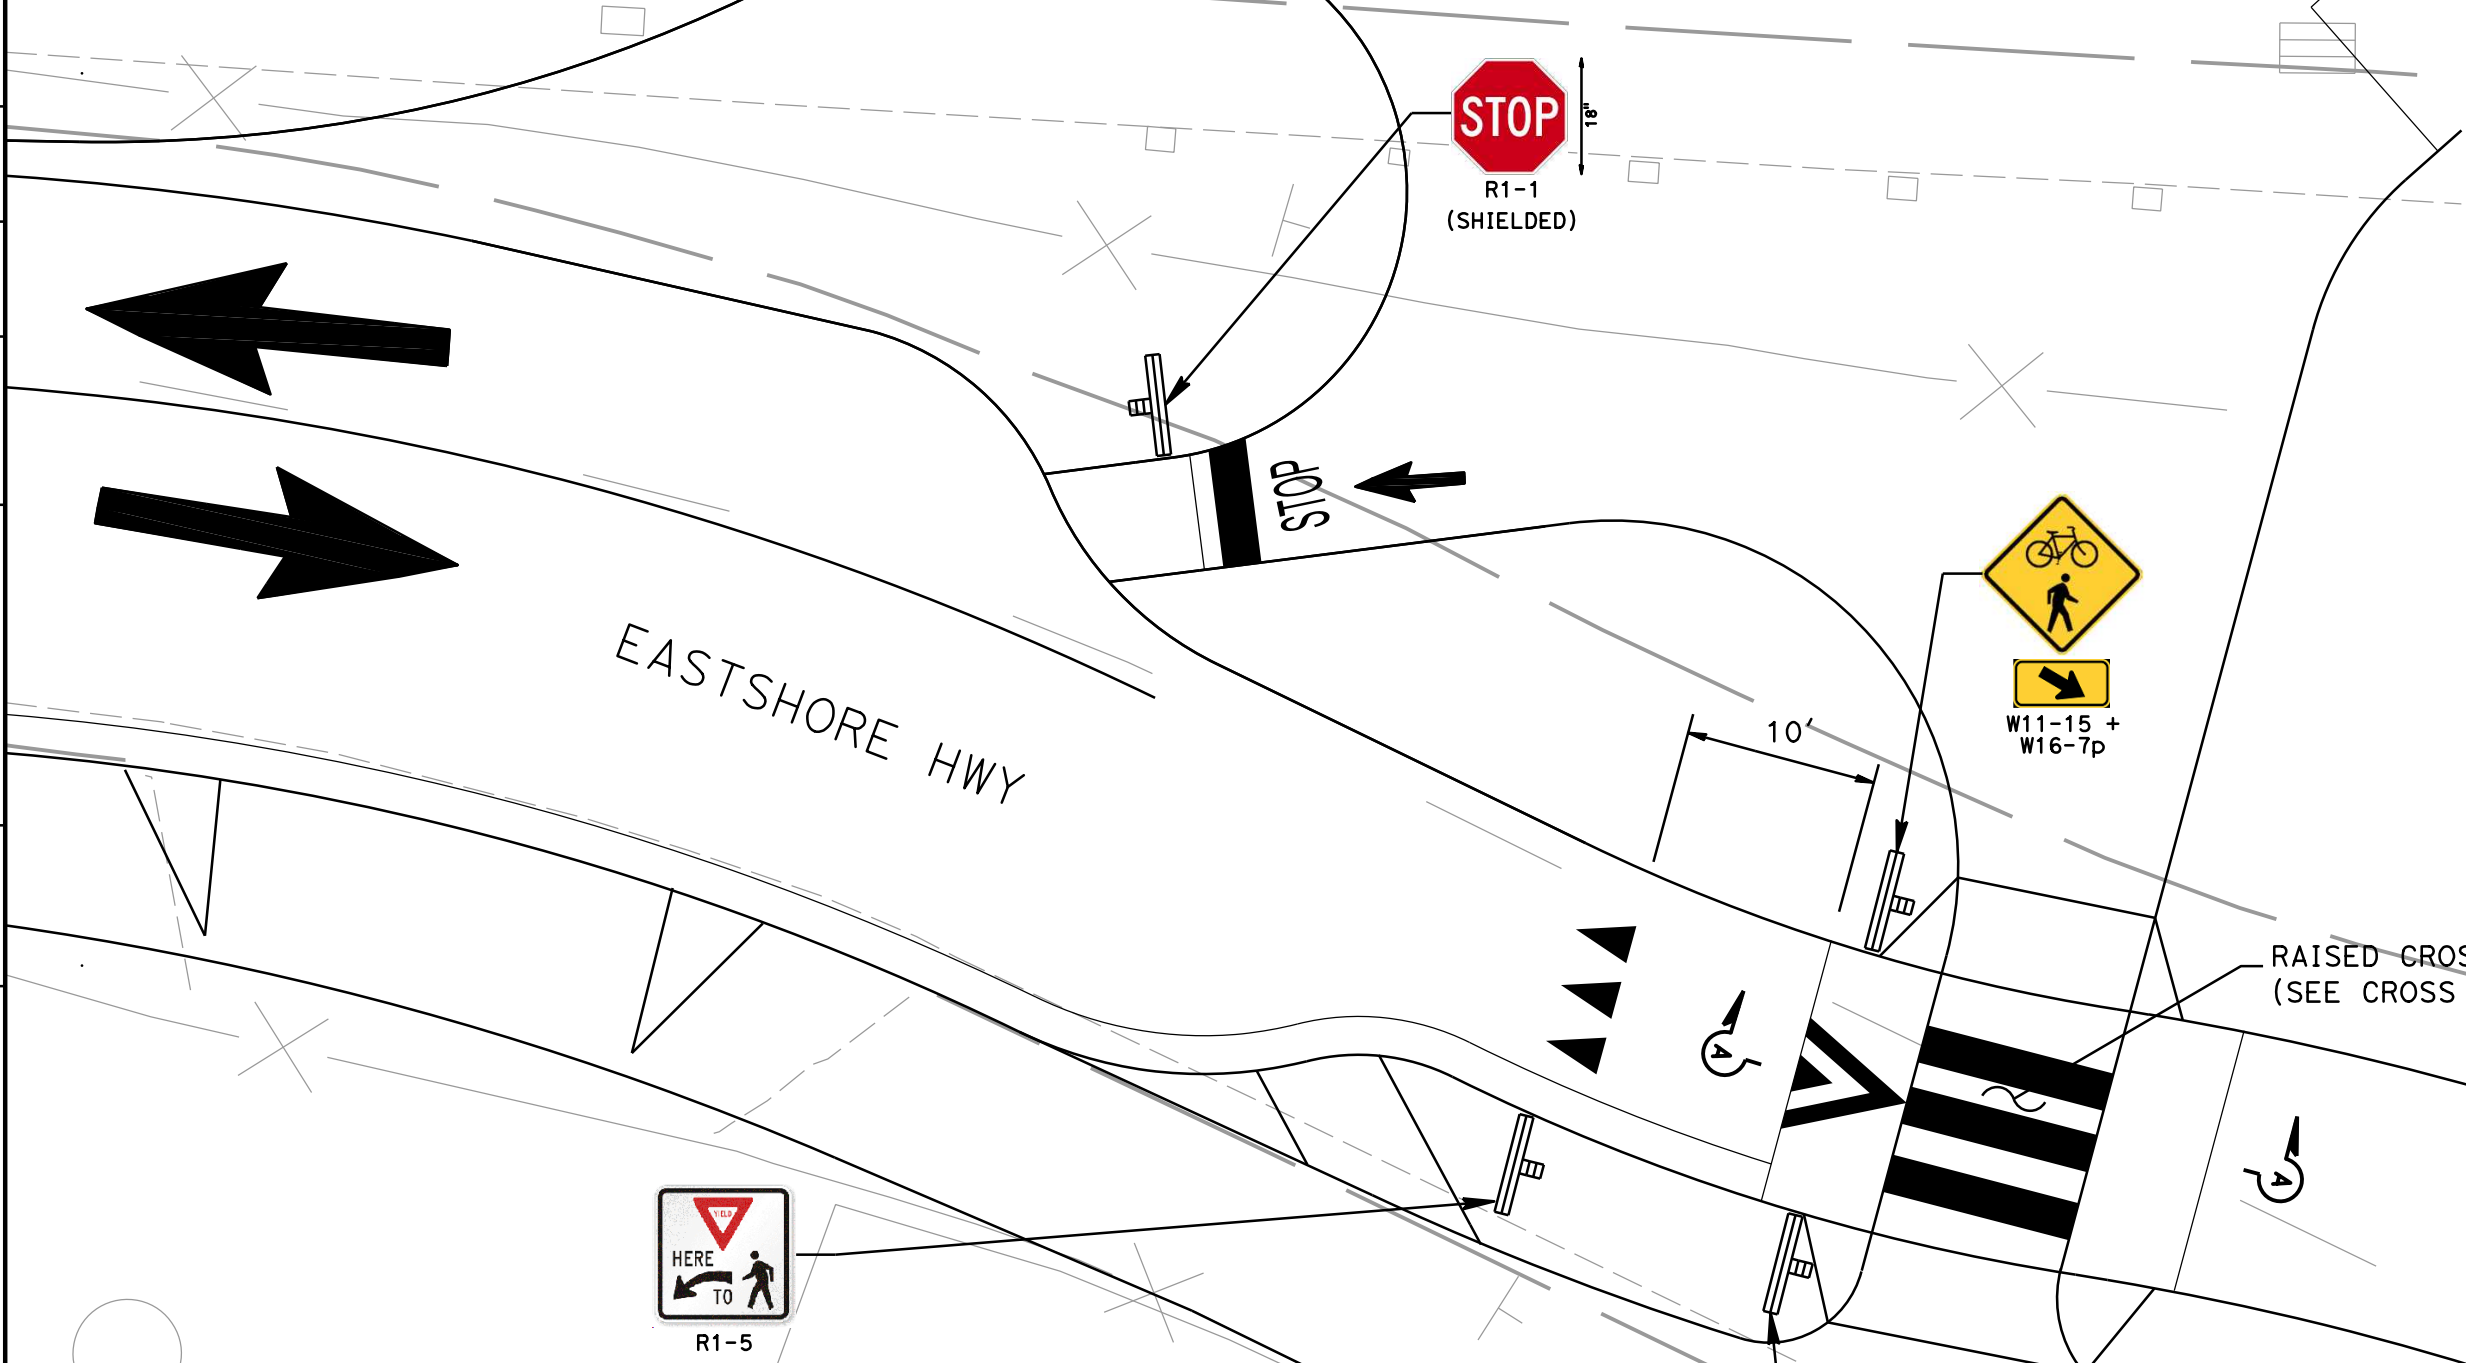 STOP
18"
R1-1
(SHIELDED)
STOP
EASTSHORE HWY
10'
W11-15 +
W16-7p
RAISED CROS
(SEE CROSS
YIELD
HERE
TO
R1-5